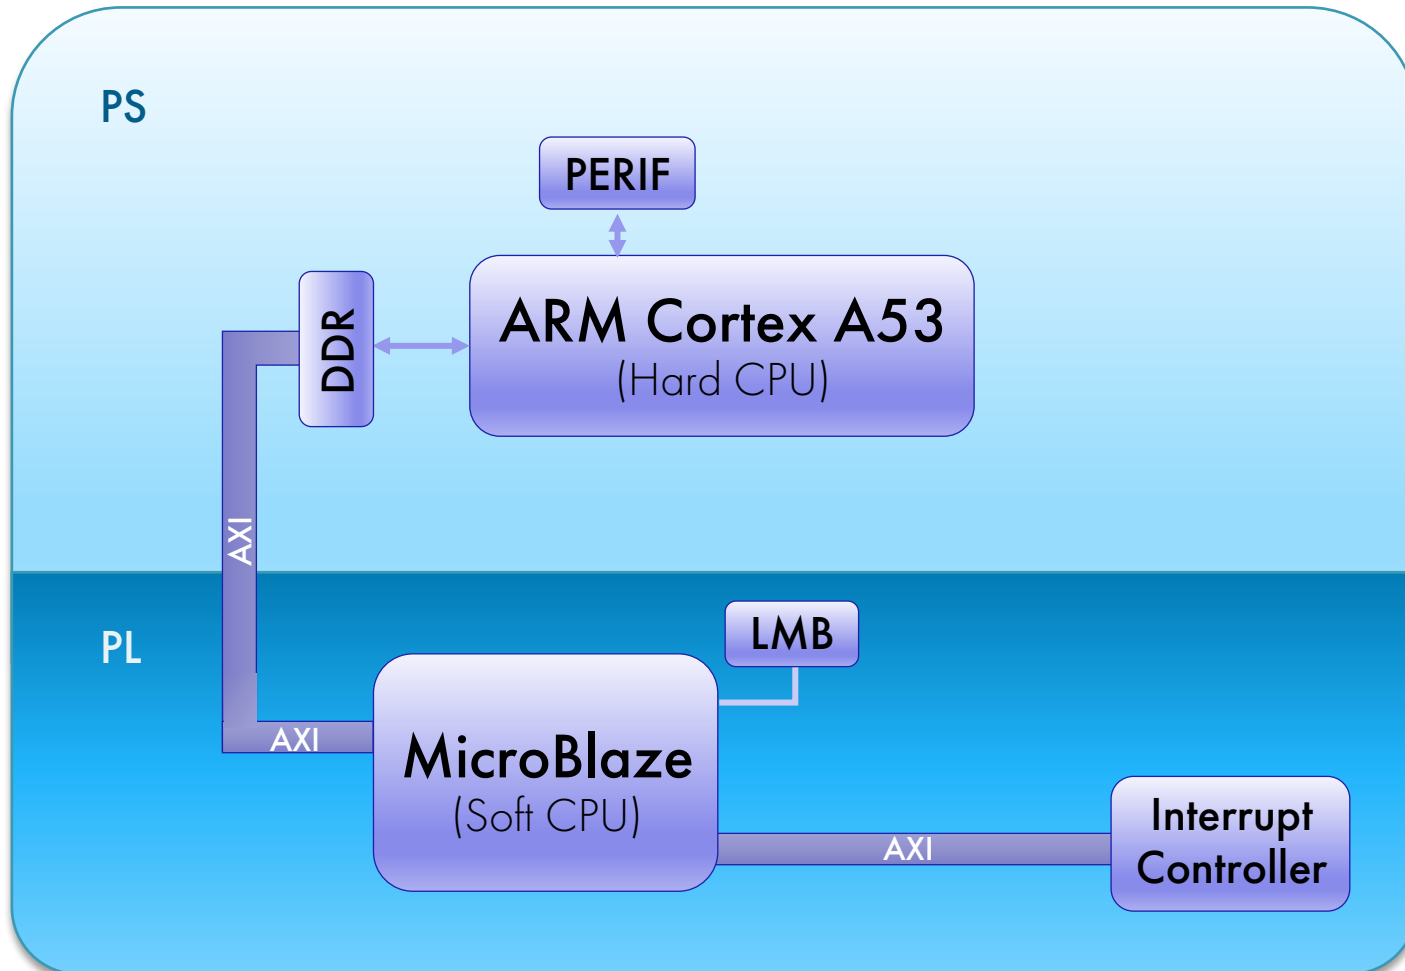 PS
PERIF
DDR
ARM Cortex A53
(Hard CPU)
AXI
PL
LMB
AXI
MicroBlaze
(Soft CPU)
AXI
Interrupt
Controller